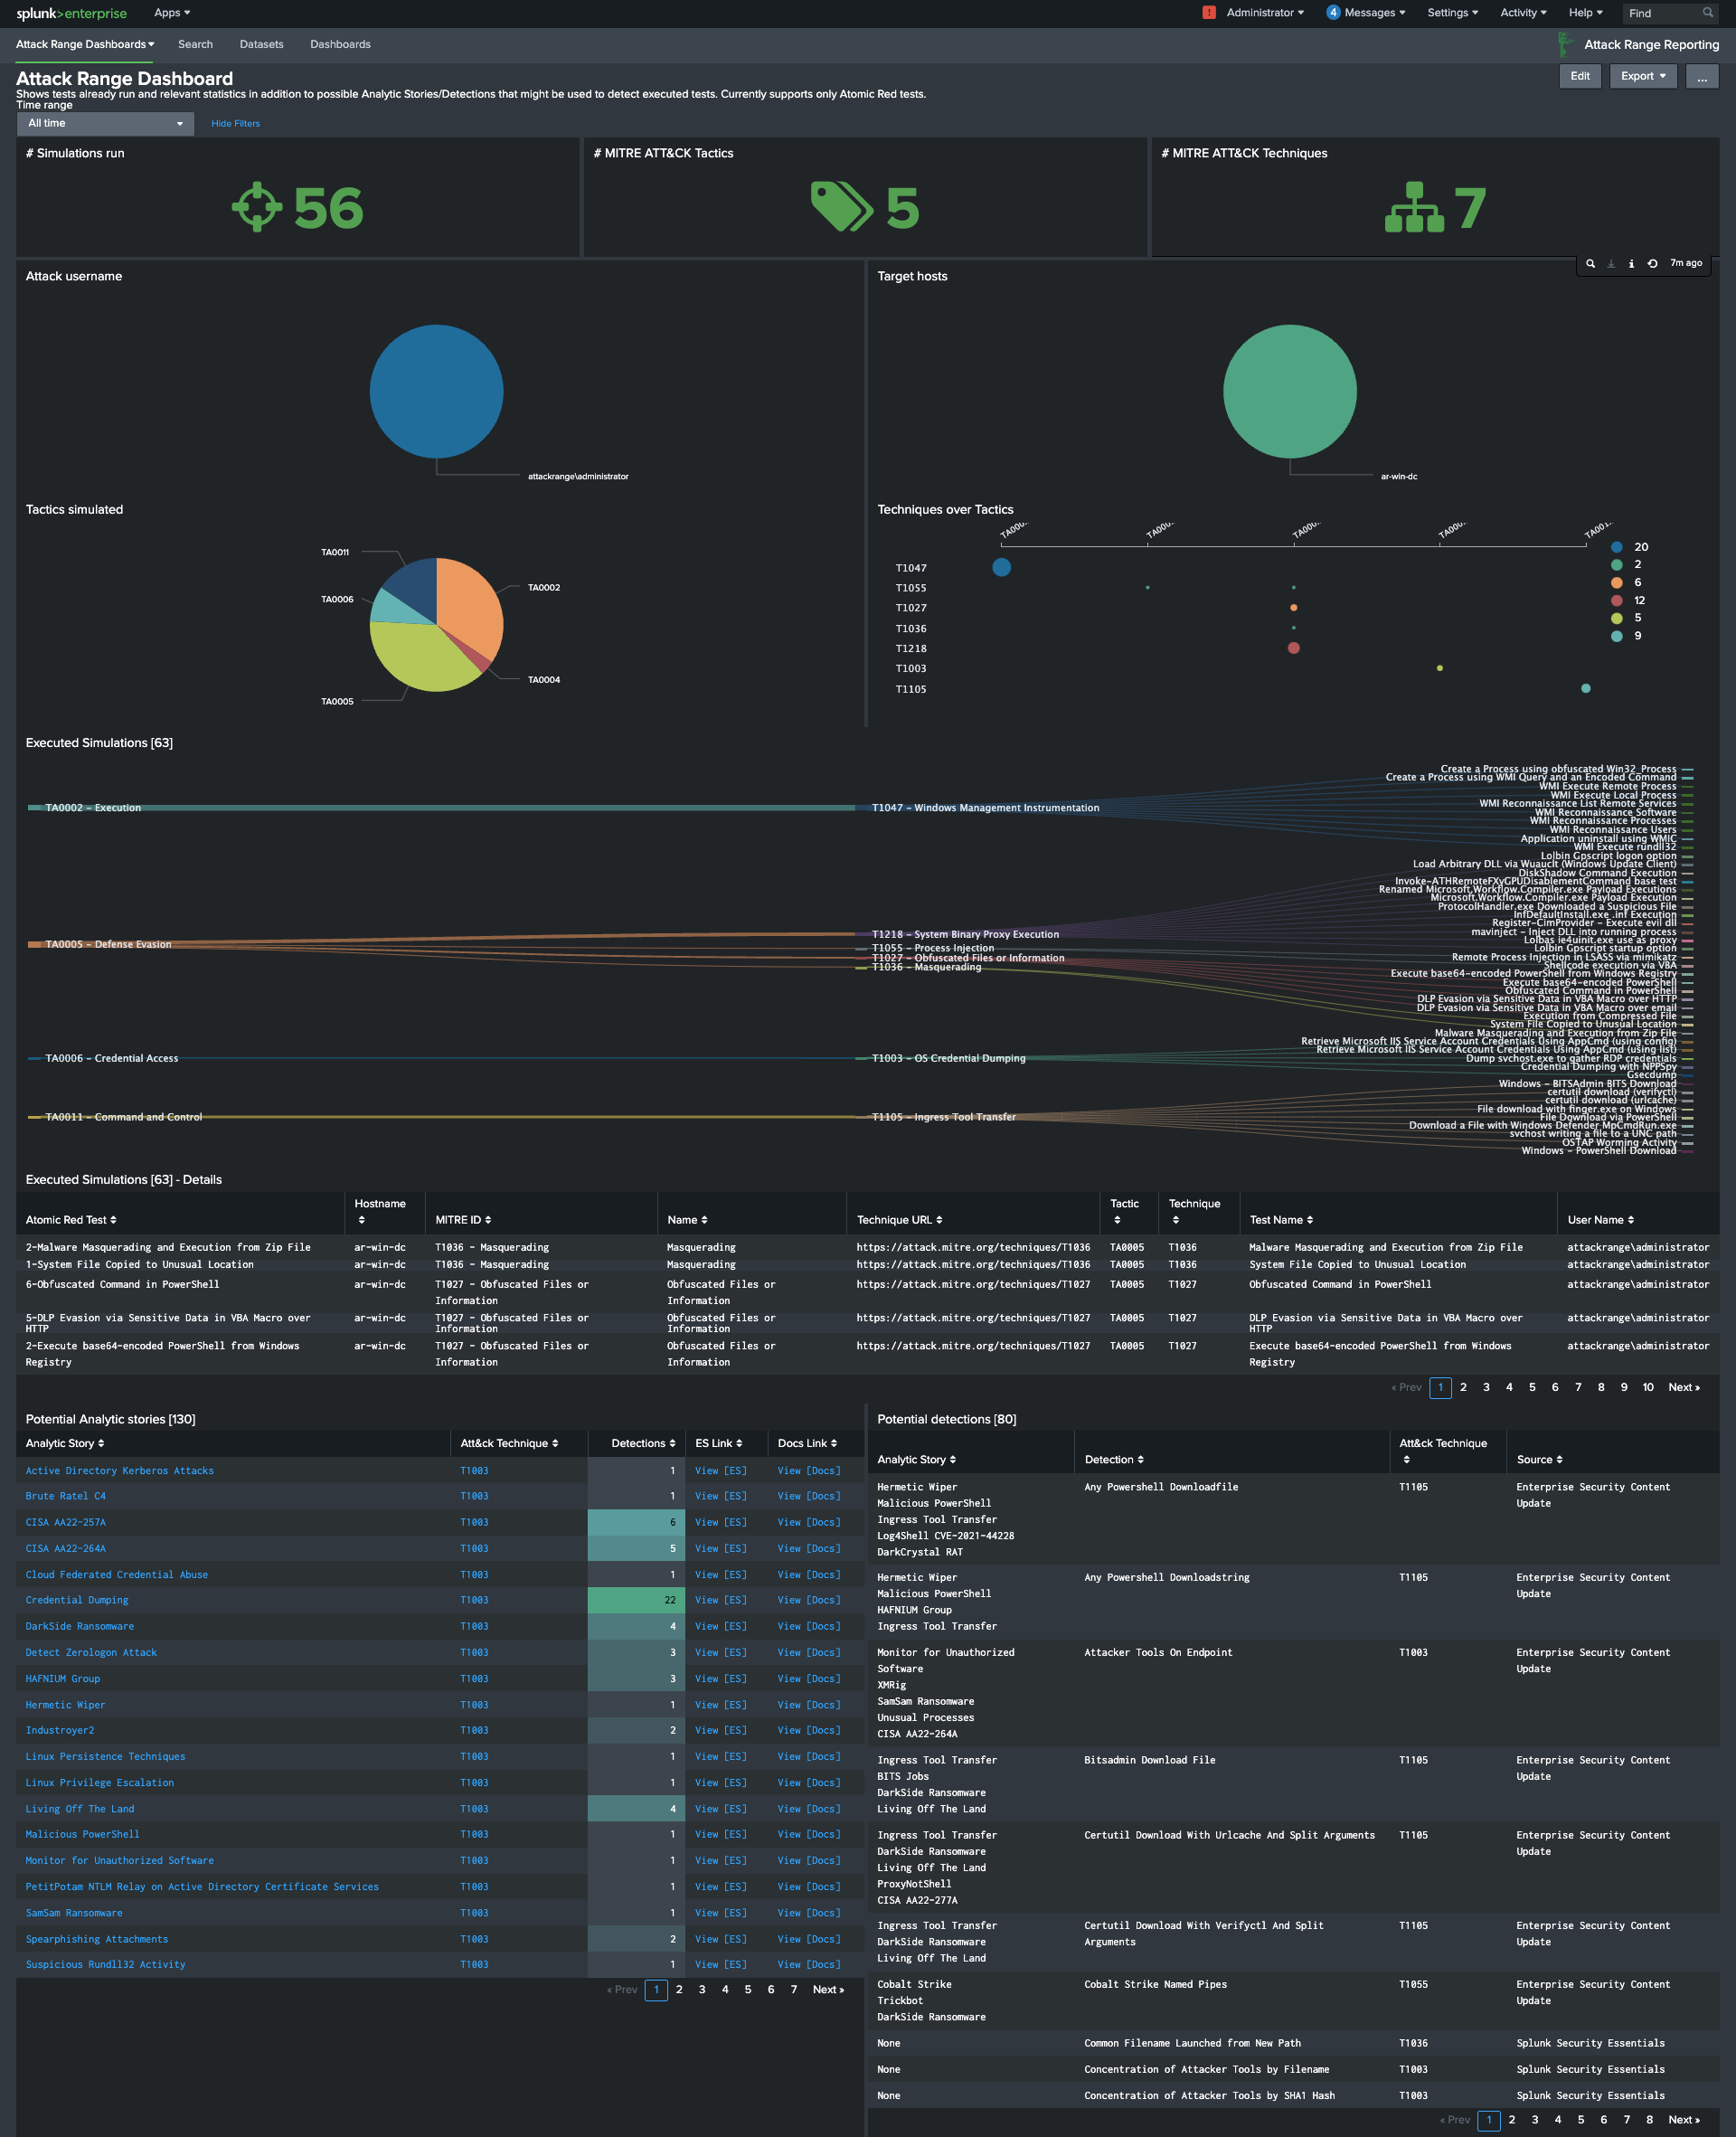 splunk>enterprise
Apps
!
Administrator
4 Messages
Settings
Activity
Help
Find
Attack Range Dashboards
Search
Datasets
Dashboards
Attack Range Reporting
Attack Range Dashboard
Edit
Export
...
Shows tests already run and relevant statistics in addition to possible Analytic Stories/Detections that might be used to detect executed tests. Currently supports only Atomic Red tests.
Time range
All time
Hide Filters
# Simulations run
56
# MITRE ATT&CK Tactics
5
# MITRE ATT&CK Techniques
7
7m ago
Attack username
attackrange\administrator
Target hosts
ar-win-dc
Tactics simulated
TA0011
TA0006
TA0005
TA0002
TA0004
Techniques over Tactics
TA000…
TA000…
TA000…
TA000…
TA001…
T1047
T1055
T1027
T1036
T1218
T1003
T1105
20
2
6
12
5
9
Executed Simulations [63]
TA0002 - Execution
TA0005 - Defense Evasion
TA0006 - Credential Access
TA0011 - Command and Control
T1047 - Windows Management Instrumentation
T1218 - System Binary Proxy Execution
T1055 - Process Injection
T1027 - Obfuscated Files or Information
T1036 - Masquerading
T1003 - OS Credential Dumping
T1105 - Ingress Tool Transfer
Create a Process using obfuscated Win32_Process
Create a Process using WMI Query and an Encoded Command
WMI Execute Remote Process
WMI Execute Local Process
WMI Reconnaissance List Remote Services
WMI Reconnaissance Software
WMI Reconnaissance Processes
WMI Reconnaissance Users
Application uninstall using WMIC
WMI Execute rundll32
Lolbin Gpscript logon option
Load Arbitrary DLL via Wuauclt (Windows Update Client)
DiskShadow Command Execution
Invoke-ATHRemoteFXvGPUDisablementCommand base test
Renamed Microsoft.Workflow.Compiler.exe Payload Executions
Microsoft.Workflow.Compiler.exe Payload Execution
ProtocolHandler.exe Downloaded a Suspicious File
InfDefaultInstall.exe .inf Execution
Register-CimProvider - Execute evil dll
mavinject - Inject DLL into running process
Lolbas ie4uinit.exe use as proxy
Lolbin Gpscript startup option
Remote Process Injection in LSASS via mimikatz
Shellcode execution via VBA
Execute base64-encoded PowerShell from Windows Registry
Execute base64-encoded PowerShell
Obfuscated Command in PowerShell
DLP Evasion via Sensitive Data in VBA Macro over HTTP
DLP Evasion via Sensitive Data in VBA Macro over email
Execution from Compressed File
System File Copied to Unusual Location
Malware Masquerading and Execution from Zip File
Retrieve Microsoft IIS Service Account Credentials Using AppCmd (using config)
Retrieve Microsoft IIS Service Account Credentials Using AppCmd (using list)
Dump svchost.exe to gather RDP credentials
Credential Dumping with NPPSpy
Gsecdump
Windows - BITSAdmin BITS Download
certutil download (verifyctl)
certutil download (urlcache)
File download with finger.exe on Windows
File Download via PowerShell
Download a File with Windows Defender MpCmdRun.exe
svchost writing a file to a UNC path
OSTAP Worming Activity
Windows - PowerShell Download
Executed Simulations [63] - Details
Atomic Red Test Hostname MITRE ID Name Technique URL Tactic Technique Test Name User Name
2-Malware Masquerading and Execution from Zip File ar-win-dc T1036 - Masquerading Masquerading https://attack.mitre.org/techniques/T1036 TA0005 T1036 Malware Masquerading and Execution from Zip File attackrange\administrator
1-System File Copied to Unusual Location ar-win-dc T1036 - Masquerading Masquerading https://attack.mitre.org/techniques/T1036 TA0005 T1036 System File Copied to Unusual Location attackrange\administrator
6-Obfuscated Command in PowerShell ar-win-dc T1027 - Obfuscated Files or Obfuscated Files or https://attack.mitre.org/techniques/T1027 TA0005 T1027 Obfuscated Command in PowerShell attackrange\administrator
Information Information
5-DLP Evasion via Sensitive Data in VBA Macro over ar-win-dc T1027 - Obfuscated Files or Obfuscated Files or https://attack.mitre.org/techniques/T1027 TA0005 T1027 DLP Evasion via Sensitive Data in VBA Macro over attackrange\administrator
HTTP Information Information HTTP
2-Execute base64-encoded PowerShell from Windows ar-win-dc T1027 - Obfuscated Files or Obfuscated Files or https://attack.mitre.org/techniques/T1027 TA0005 T1027 Execute base64-encoded PowerShell from Windows attackrange\administrator
Registry Information Information Registry
« Prev 1 2 3 4 5 6 7 8 9 10 Next »
Potential Analytic stories [130]
Analytic Story Att&ck Technique Detections ES Link Docs Link
Active Directory Kerberos Attacks T1003 1 View [ES] View [Docs]
Brute Ratel C4 T1003 1 View [ES] View [Docs]
CISA AA22-257A T1003 6 View [ES] View [Docs]
CISA AA22-264A T1003 5 View [ES] View [Docs]
Cloud Federated Credential Abuse T1003 1 View [ES] View [Docs]
Credential Dumping T1003 22 View [ES] View [Docs]
DarkSide Ransomware T1003 4 View [ES] View [Docs]
Detect Zerologon Attack T1003 3 View [ES] View [Docs]
HAFNIUM Group T1003 3 View [ES] View [Docs]
Hermetic Wiper T1003 1 View [ES] View [Docs]
Industroyer2 T1003 2 View [ES] View [Docs]
Linux Persistence Techniques T1003 1 View [ES] View [Docs]
Linux Privilege Escalation T1003 1 View [ES] View [Docs]
Living Off The Land T1003 4 View [ES] View [Docs]
Malicious PowerShell T1003 1 View [ES] View [Docs]
Monitor for Unauthorized Software T1003 1 View [ES] View [Docs]
PetitPotam NTLM Relay on Active Directory Certificate Services T1003 1 View [ES] View [Docs]
SamSam Ransomware T1003 1 View [ES] View [Docs]
Spearphishing Attachments T1003 2 View [ES] View [Docs]
Suspicious Rundll32 Activity T1003 1 View [ES] View [Docs]
« Prev 1 2 3 4 5 6 7 Next »
Potential detections [80]
Analytic Story Detection Att&ck Technique Source
Hermetic Wiper Any Powershell Downloadfile T1105 Enterprise Security Content
Malicious PowerShell Update
Ingress Tool Transfer
Log4Shell CVE-2021-44228
DarkCrystal RAT
Hermetic Wiper Any Powershell Downloadstring T1105 Enterprise Security Content
Malicious PowerShell Update
HAFNIUM Group
Ingress Tool Transfer
Monitor for Unauthorized Attacker Tools On Endpoint T1003 Enterprise Security Content
Software Update
XMRig
SamSam Ransomware
Unusual Processes
CISA AA22-264A
Ingress Tool Transfer Bitsadmin Download File T1105 Enterprise Security Content
BITS Jobs Update
DarkSide Ransomware
Living Off The Land
Ingress Tool Transfer Certutil Download With Urlcache And Split Arguments T1105 Enterprise Security Content
DarkSide Ransomware Update
Living Off The Land
ProxyNotShell
CISA AA22-277A
Ingress Tool Transfer Certutil Download With Verifyctl And Split T1105 Enterprise Security Content
DarkSide Ransomware Arguments Update
Living Off The Land
Cobalt Strike Cobalt Strike Named Pipes T1055 Enterprise Security Content
Trickbot Update
DarkSide Ransomware
None Common Filename Launched from New Path T1036 Splunk Security Essentials
None Concentration of Attacker Tools by Filename T1003 Splunk Security Essentials
None Concentration of Attacker Tools by SHA1 Hash T1003 Splunk Security Essentials
« Prev 1 2 3 4 5 6 7 8 Next »